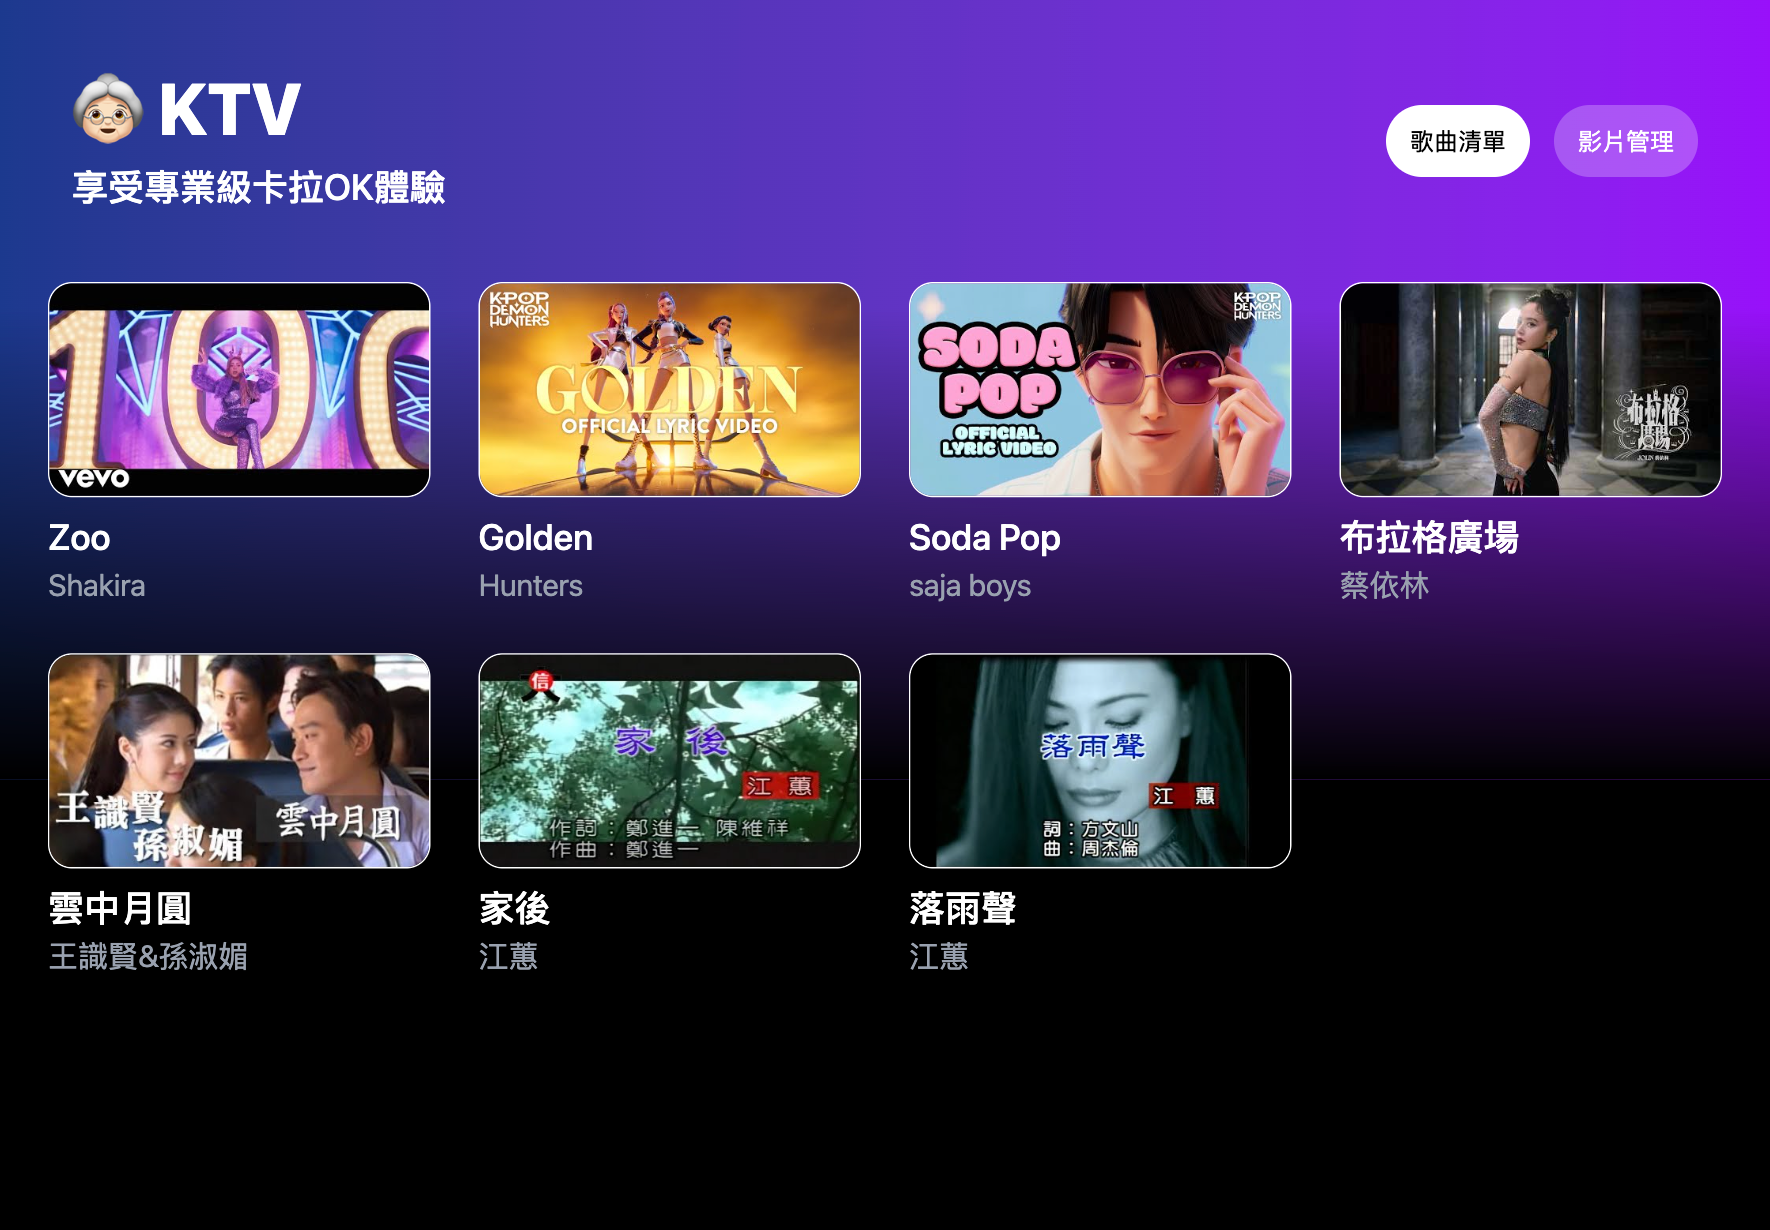 KTV
享受專業級卡拉OK體驗
歌曲清單
影片管理
100
vevo
Zoo
Shakira
K-POP
DEMON
HUNTERS
GOLDEN
OFFICIAL LYRIC VIDEO
Golden
Hunters
K-POP
DEMON
HUNTERS
SODA
POP
OFFICIAL
LYRIC VIDEO
Soda Pop
saja boys
布拉格
廣場
JOLIN 蔡依林
布拉格廣場
蔡依林
王識賢
孫淑媚
雲中月圓
雲中月圓
王識賢&孫淑媚
信
家 後
江 蕙
作詞：鄭進一 陳維祥
作曲：鄭進一
家後
江蕙
落雨聲
江 蕙
詞：方文山
曲：周杰倫
落雨聲
江蕙